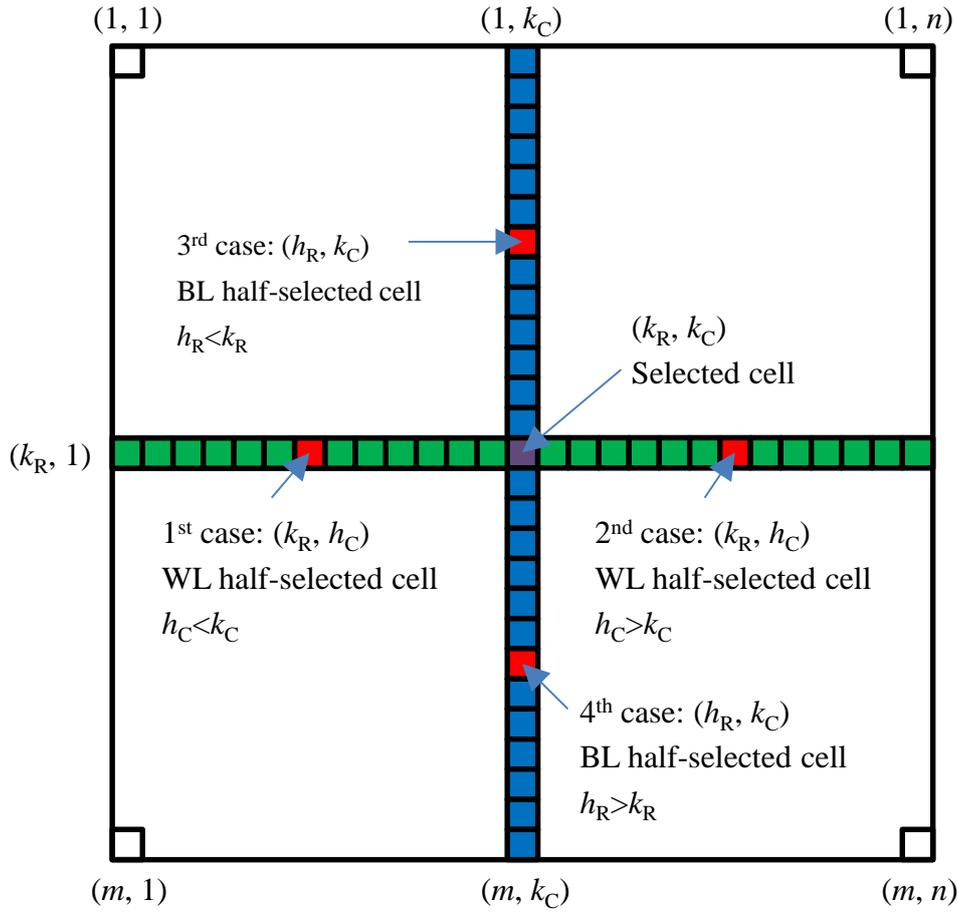 (1, 1)
(1, kC)
(1, n)
3rd case: (hR, kC)
BL half-selected cell
hR<kR
(kR, kC)
Selected cell
(kR, 1)
1st case: (kR, hC)
WL half-selected cell
hC<kC
2nd case: (kR, hC)
WL half-selected cell
hC>kC
4th case: (hR, kC)
BL half-selected cell
hR>kR
(m, 1)
(m, kC)
(m, n)